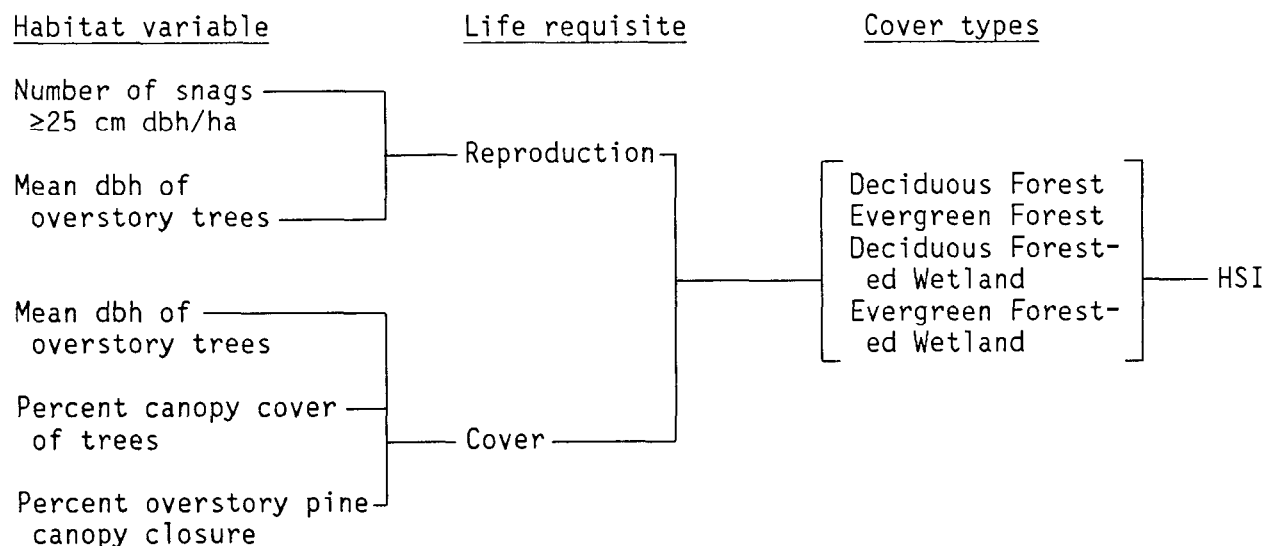 Habitat variable Life requisite Cover types
Number of snags
≥25 cm dbh/ha
Reproduction
Mean dbh of
overstory trees
Deciduous Forest
Evergreen Forest
Deciduous Forest-
ed Wetland
Evergreen Forest-
ed Wetland
HSI
Mean dbh of
overstory trees
Percent canopy cover
of trees
Cover
Percent overstory pine
canopy closure